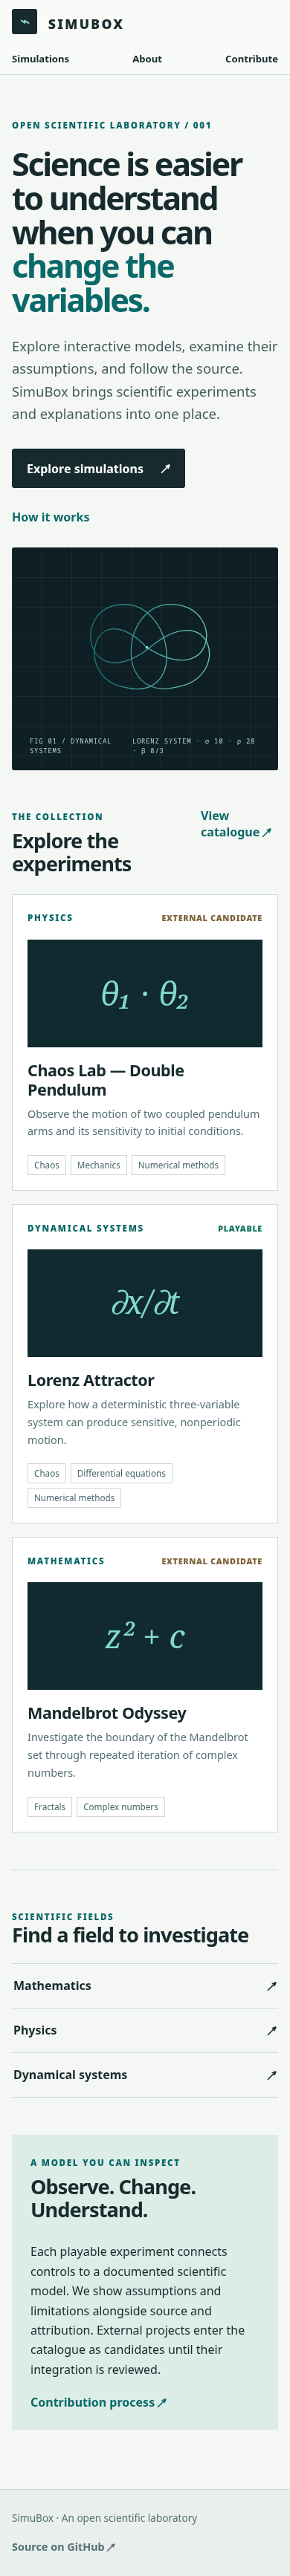 SIMUBOX
Simulations About Contribute
OPEN SCIENTIFIC LABORATORY / 001
Science is easier
to understand
when you can
change the
variables.
Explore interactive models, examine their
assumptions, and follow the source.
SimuBox brings scientific experiments
and explanations into one place.
Explore simulations ↗
How it works
FIG 01 / DYNAMICAL
SYSTEMS
LORENZ SYSTEM · σ 10 · ρ 28
· β 8/3
THE COLLECTION
Explore the
experiments
View
catalogue ↗
PHYSICS EXTERNAL CANDIDATE
θ₁ · θ₂
Chaos Lab — Double
Pendulum
Observe the motion of two coupled pendulum
arms and its sensitivity to initial conditions.
Chaos Mechanics Numerical methods
DYNAMICAL SYSTEMS PLAYABLE
∂x/∂t
Lorenz Attractor
Explore how a deterministic three-variable
system can produce sensitive, nonperiodic
motion.
Chaos Differential equations
Numerical methods
MATHEMATICS EXTERNAL CANDIDATE
z² + c
Mandelbrot Odyssey
Investigate the boundary of the Mandelbrot
set through repeated iteration of complex
numbers.
Fractals Complex numbers
SCIENTIFIC FIELDS
Find a field to investigate
Mathematics ↗
Physics ↗
Dynamical systems ↗
A MODEL YOU CAN INSPECT
Observe. Change.
Understand.
Each playable experiment connects
controls to a documented scientific
model. We show assumptions and
limitations alongside source and
attribution. External projects enter the
catalogue as candidates until their
integration is reviewed.
Contribution process ↗
SimuBox · An open scientific laboratory
Source on GitHub ↗